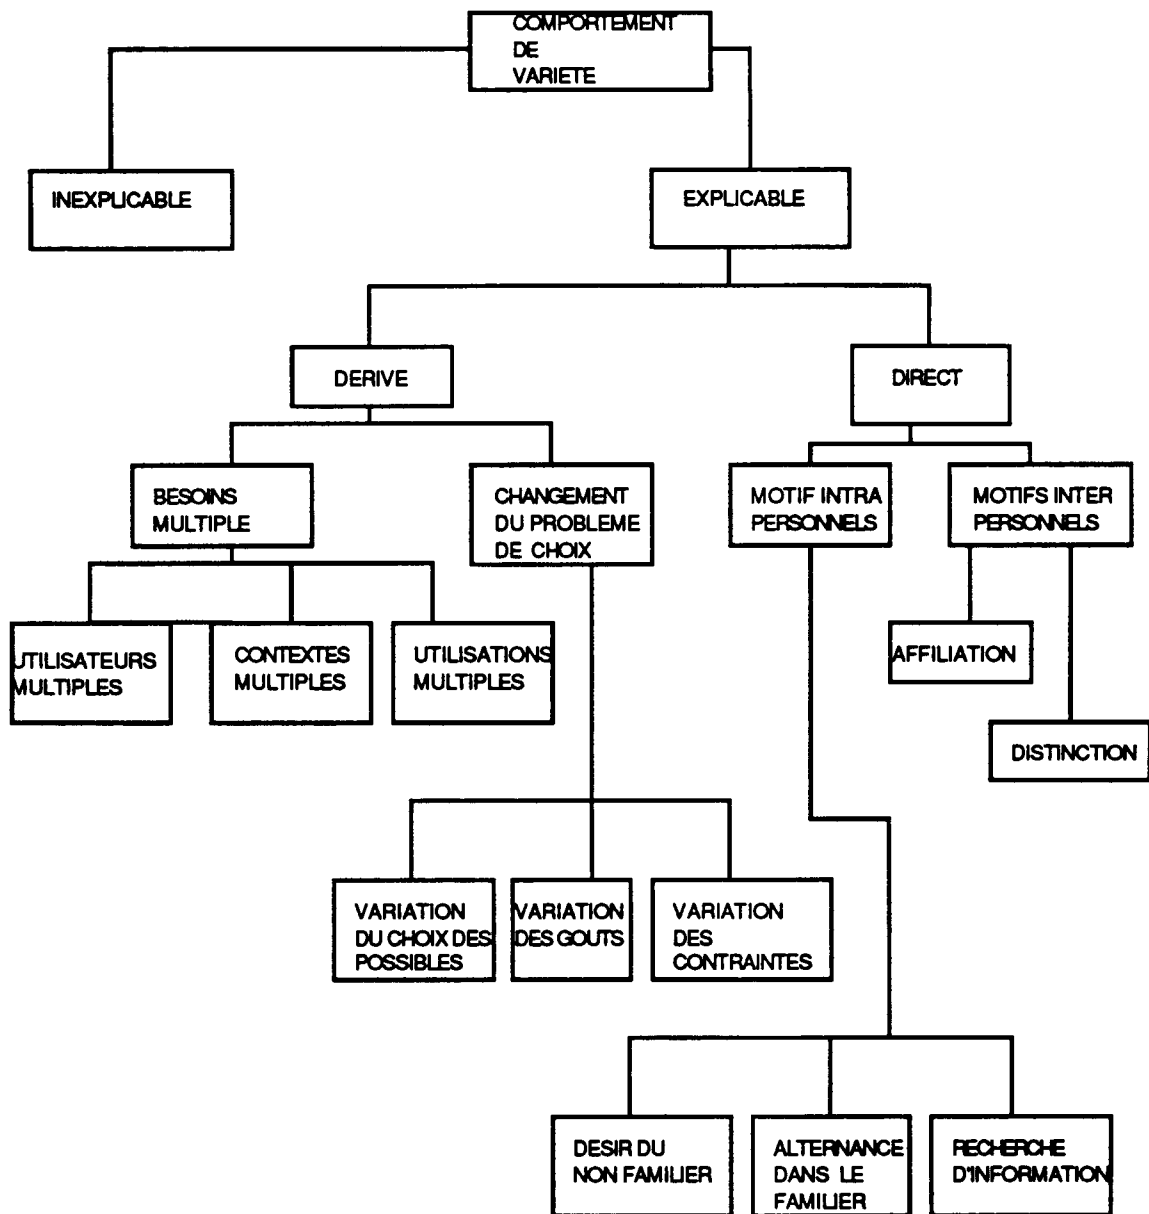 COMPORTEMENT
DE
VARIETE
INEXPLICABLE
EXPLICABLE
DERIVE
DIRECT
BESOINS
MULTIPLE
CHANGEMENT
DU PROBLEME
DE CHOIX
MOTIF INTRA
PERSONNELS
MOTIFS INTER
PERSONNELS
UTILISATEURS
MULTIPLES
CONTEXTES
MULTIPLES
UTILISATIONS
MULTIPLES
AFFILIATION
DISTINCTION
VARIATION
DU CHOIX DES
POSSIBLES
VARIATION
DES GOUTS
VARIATION
DES
CONTRAINTES
DESIR DU
NON FAMILIER
ALTERNANCE
DANS LE
FAMILIER
RECHERCHE
D'INFORMATION